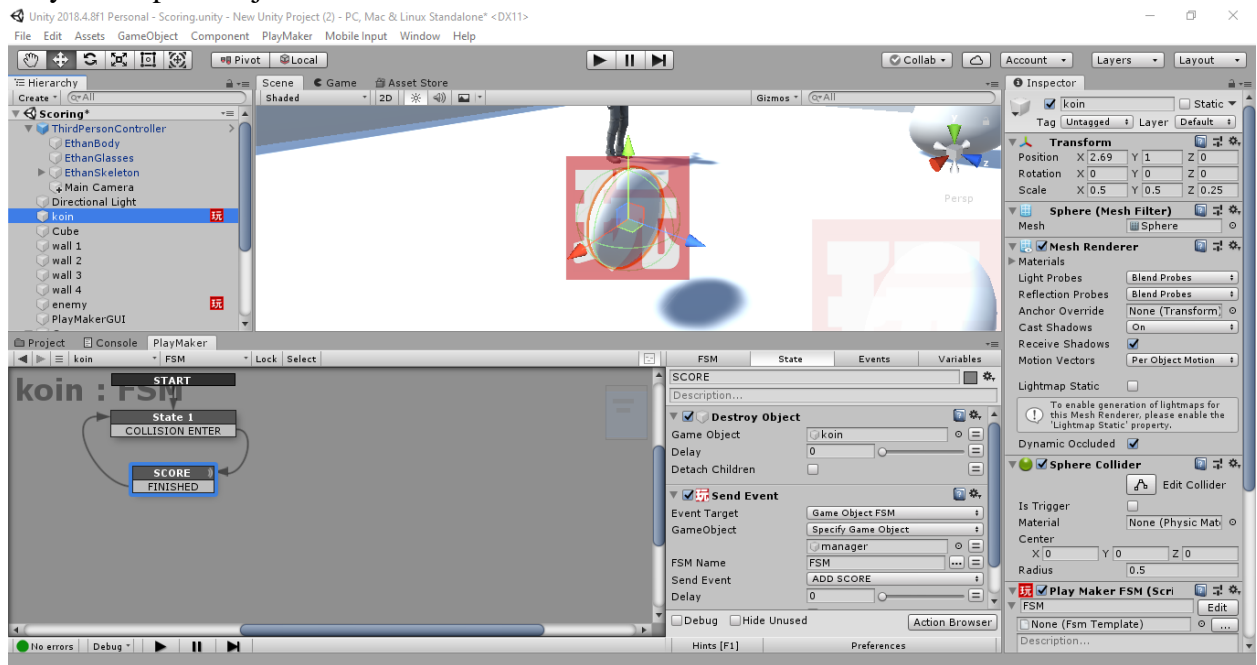 Unity 2018.4.8f1 Personal - Scoring.unity - New Unity Project (2) - PC, Mac & Linux Standalone* <DX11>
File Edit Assets GameObject Component PlayMaker Mobile Input Window Help
Pivot Local Collab Account Layers Layout
Hierarchy
Create All
Scoring*
ThirdPersonController
EthanBody
EthanGlasses
EthanSkeleton
Main Camera
Directional Light
koin 玩
Cube
wall 1
wall 2
wall 3
wall 4
enemy 玩
PlayMakerGUI
Scene Game Asset Store
Shaded 2D Gizmos All
z
Persp
玩
Inspector
koin Static
Tag Untagged Layer Default
Transform
Position X 2.69 Y 1 Z 0
Rotation X 0 Y 0 Z 0
Scale X 0.5 Y 0.5 Z 0.25
Sphere (Mesh Filter)
Mesh Sphere
Mesh Renderer
Materials
Light Probes Blend Probes
Reflection Probes Blend Probes
Anchor Override None (Transform)
Cast Shadows On
Receive Shadows
Motion Vectors Per Object Motion
Lightmap Static
To enable generation of lightmaps for
this Mesh Renderer, please enable the
'Lightmap Static' property.
Dynamic Occluded
Sphere Collider
Edit Collider
Is Trigger
Material None (Physic Mat
Center
X 0 Y 0 Z 0
Radius 0.5
玩 Play Maker FSM (Scri
FSM Edit
None (Fsm Template) ...
Description...
Project Console PlayMaker
koin FSM Lock Select
koin : FSM
START
State 1
COLLISION ENTER
SCORE
FINISHED
FSM State Events Variables
SCORE
Description...
Destroy Object
Game Object koin
Delay 0
Detach Children
玩 Send Event
Event Target Game Object FSM
GameObject Specify Game Object
manager
FSM Name FSM ...
Send Event ADD SCORE
Delay 0
Debug Hide Unused Action Browser
No errors Debug Hints [F1] Preferences